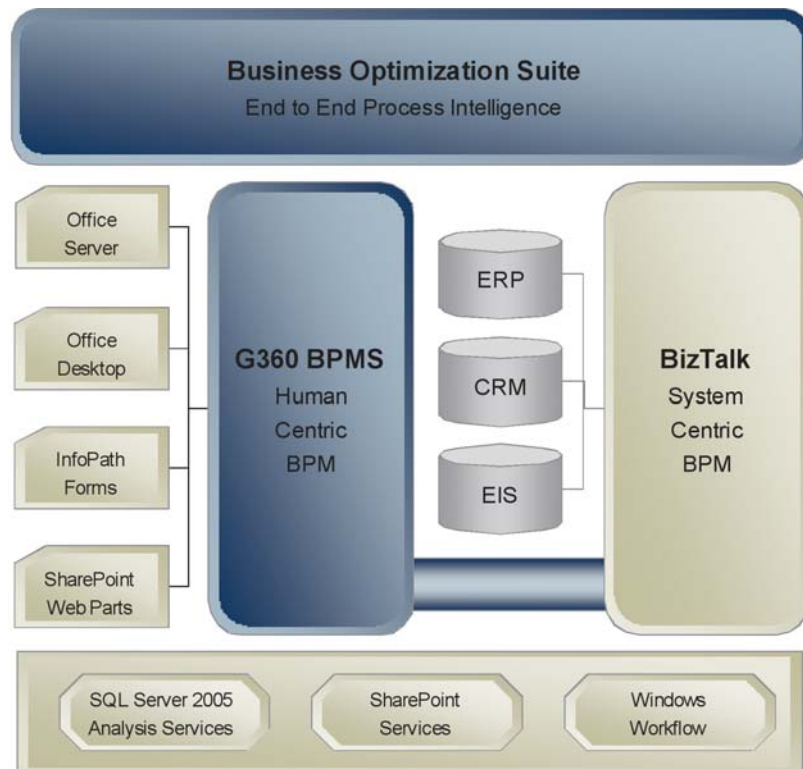 Business Optimization Suite
End to End Process Intelligence
Office
Server
Office
Desktop
InfoPath
Forms
SharePoint
Web Parts
G360 BPMS
Human
Centric
BPM
ERP
CRM
EIS
BizTalk
System
Centric
BPM
SQL Server 2005
Analysis Services
SharePoint
Services
Windows
Workflow